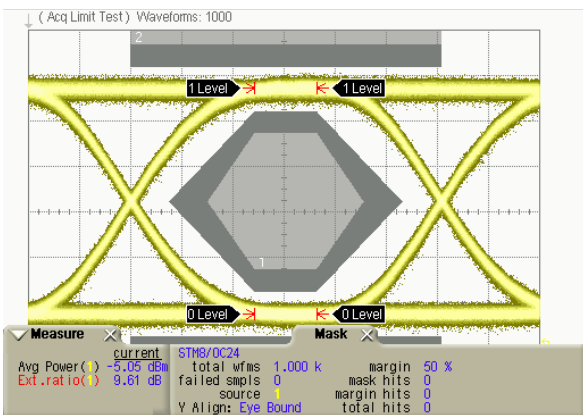 ( Acq Limit Test ) Waveforms: 1000
2
1 Level 1 Level
1
0 Level 0 Level
Measure
current
Avg Power(1) -5.05 dBm
Ext.ratio(1) 9.61 dB
Mask
STM8/OC24
total wfms 1.000 k margin 50 %
failed smpls 0 mask hits 0
source 1 margin hits 0
Y Align: Eye Bound total hits 0